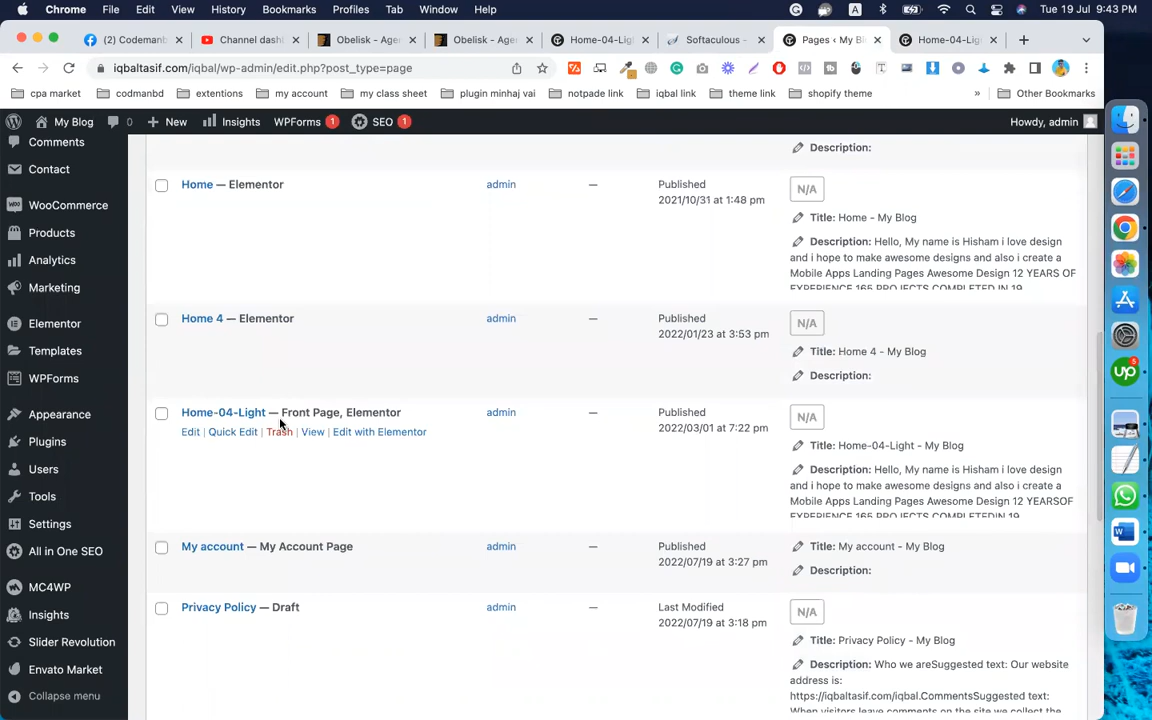 Chrome File Edit View History Bookmarks Profiles Tab Window Help A Tue 19 Jul 9:43 PM
(2) Codemanb Channel dashl Obelisk – Agen Obelisk – Agen Home-04-Ligh Softaculous - Pages ‹ My Bl Home-04-Ligh
iqbaltasif.com/iqbal/wp-admin/edit.php?post_type=page
cpa market codmanbd extentions my account my class sheet plugin minhaj vai notpade link iqbal link theme link shopify theme » Other Bookmarks
My Blog 0 New Insights WPForms 1 SEO 1 Howdy, admin
Comments
Contact
WooCommerce
Products
Analytics
Marketing
Elementor
Templates
WPForms
Appearance
Plugins
Users
Tools
Settings
All in One SEO
MC4WP
Insights
Slider Revolution
Envato Market
Collapse menu
Description:
Home — Elementor admin — Published
2021/10/31 at 1:48 pm
N/A
Title: Home - My Blog
Description: Hello, My name is Hisham i love design
and i hope to make awesome designs and also i create a
Mobile Apps Landing Pages Awesome Design 12 YEARS OF
EXPERIENCE 165 PROJECTS COMPLETED IN 19
Home 4 — Elementor admin — Published
2022/01/23 at 3:53 pm
N/A
Title: Home 4 - My Blog
Description:
Home-04-Light — Front Page, Elementor admin — Published
2022/03/01 at 7:22 pm
Edit | Quick Edit | Trash | View | Edit with Elementor
N/A
Title: Home-04-Light - My Blog
Description: Hello, My name is Hisham i love design
and i hope to make awesome designs and also i create a
Mobile Apps Landing Pages Awesome Design 12 YEARSOF
EXPERIENCE 165 PROJECTS COMPLETED IN 19
My account — My Account Page admin — Published
2022/07/19 at 3:27 pm
Title: My account - My Blog
Description:
Privacy Policy — Draft admin — Last Modified
2022/07/19 at 3:18 pm
N/A
Title: Privacy Policy - My Blog
Description: Who we areSuggested text: Our website
address is:
https://iqbaltasif.com/iqbal.CommentsSuggested text:
When visitors leave comments on the site we collect the
up
5
W